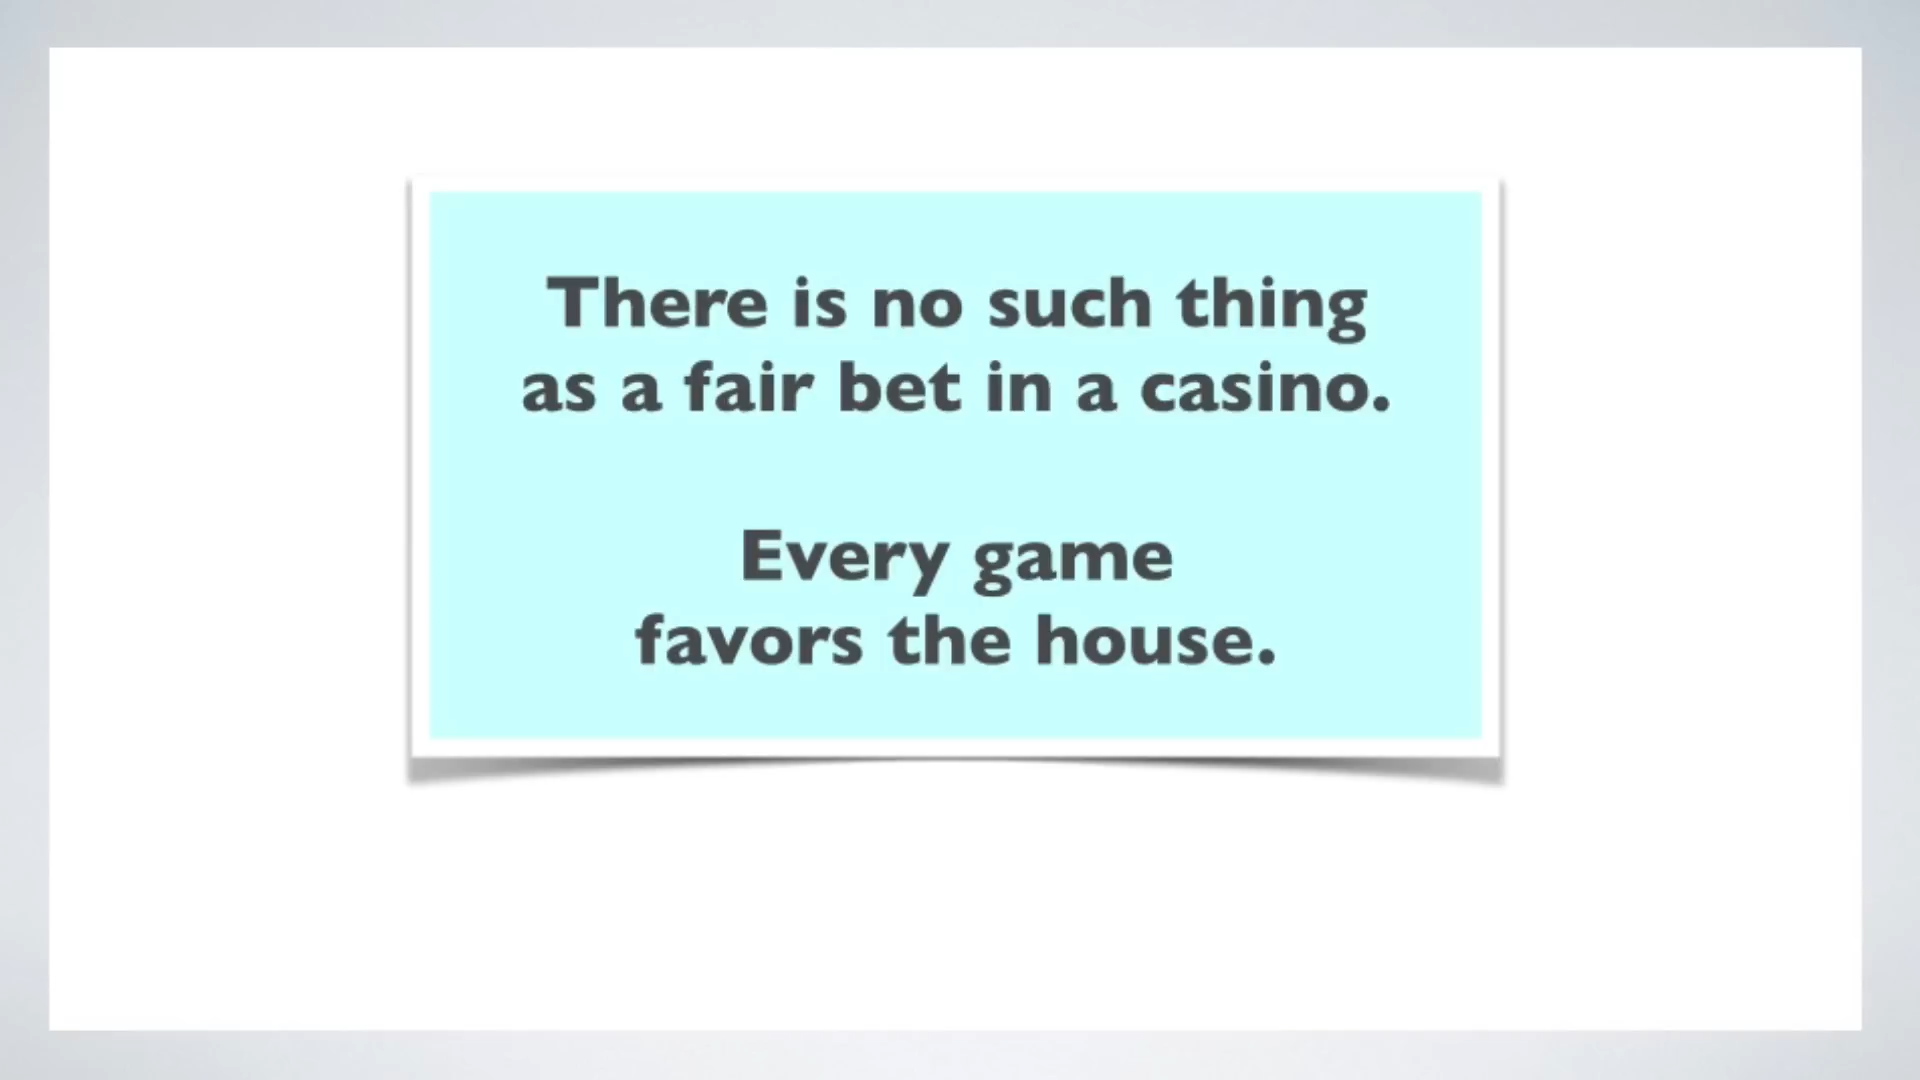 There is no such thing
as a fair bet in a casino.
Every game
favors the house.